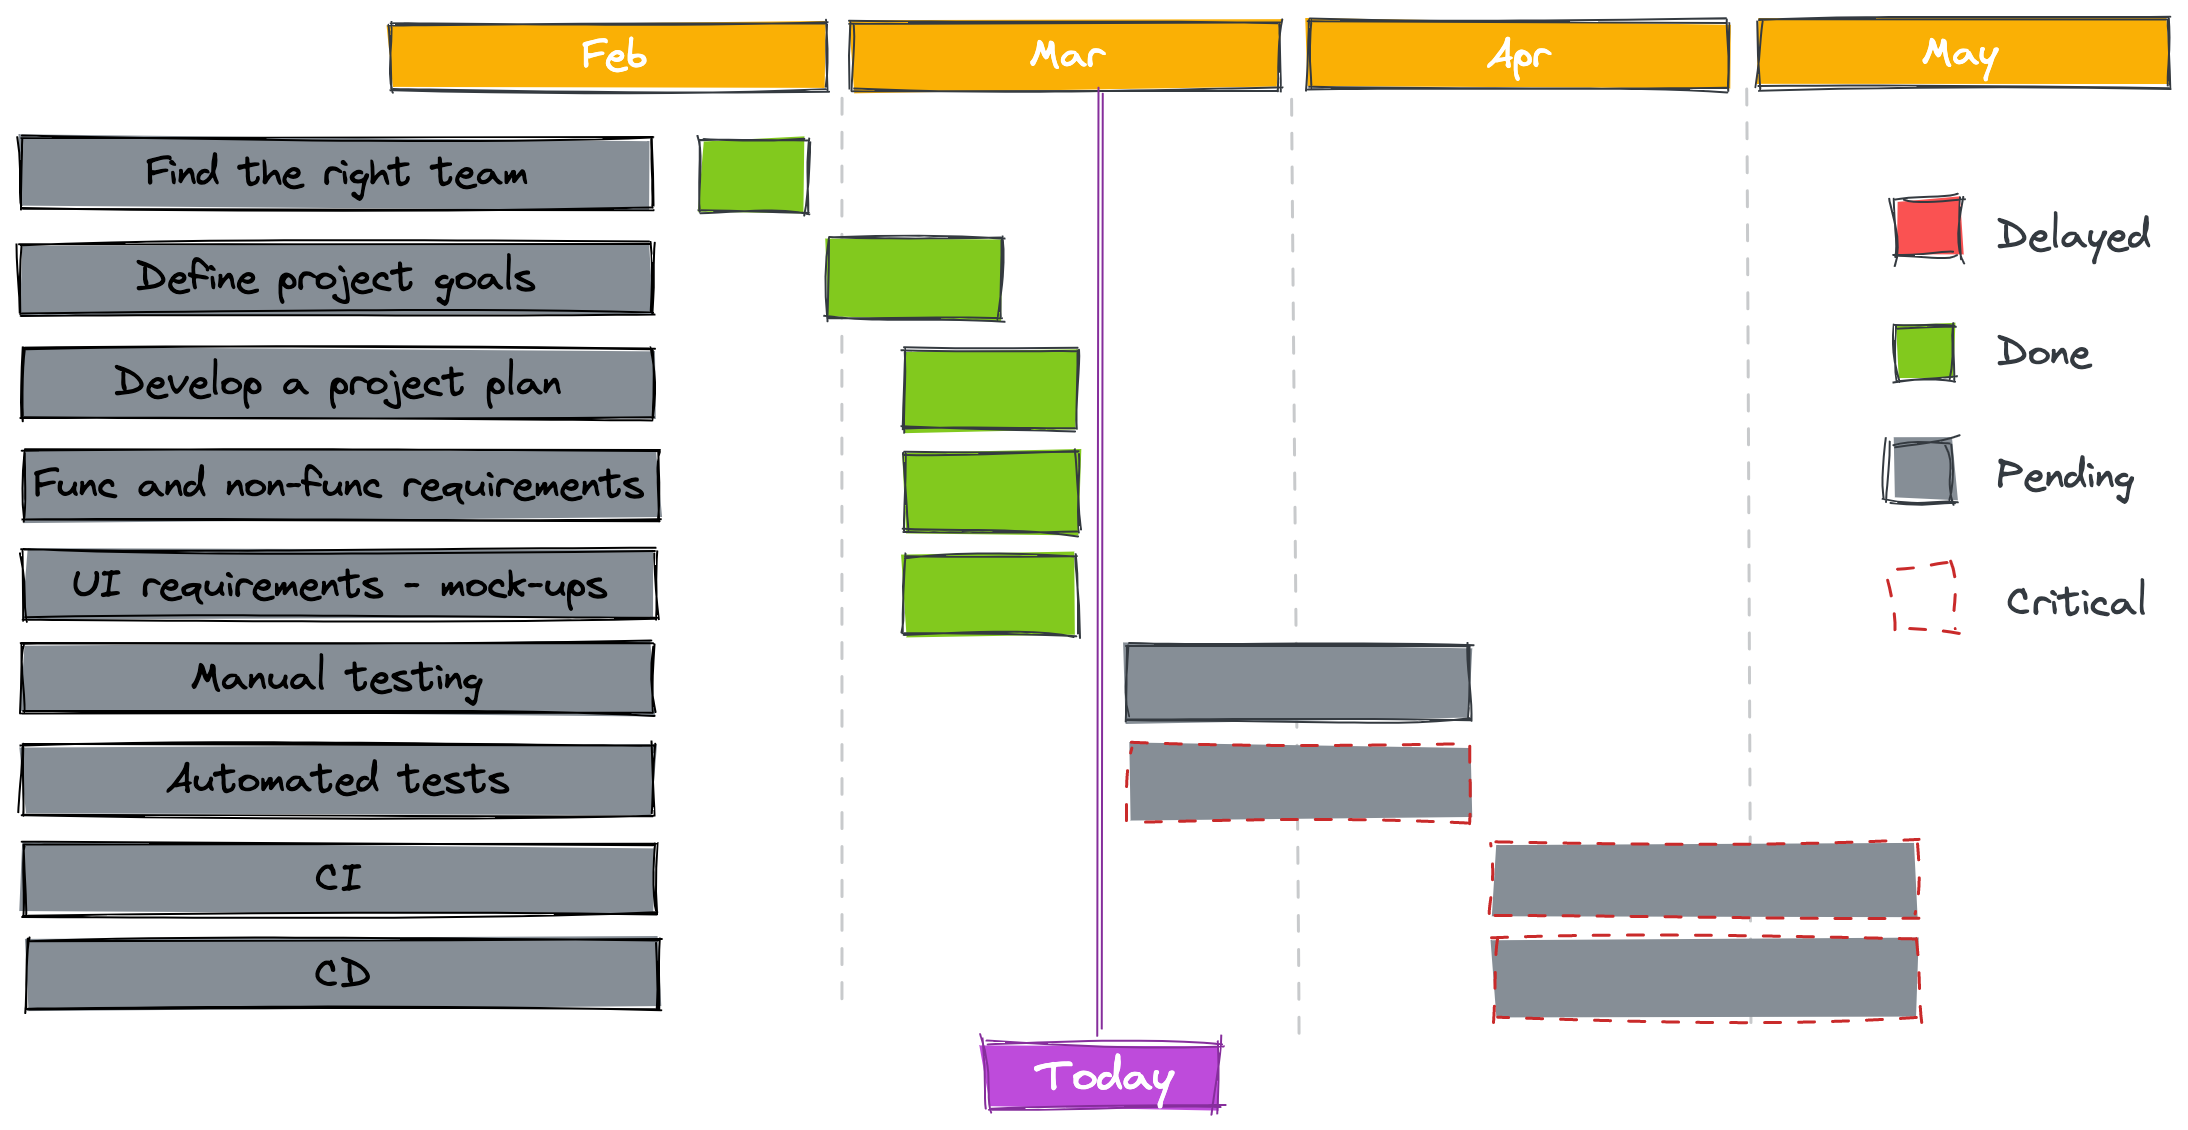 Feb
Mar
Apr
May
Find the right team
Define project goals
Develop a project plan
Func and non-func requirements
UI requirements - mock-ups
Manual testing
Automated tests
CI
CD
Delayed
Done
Pending
Critical
Today